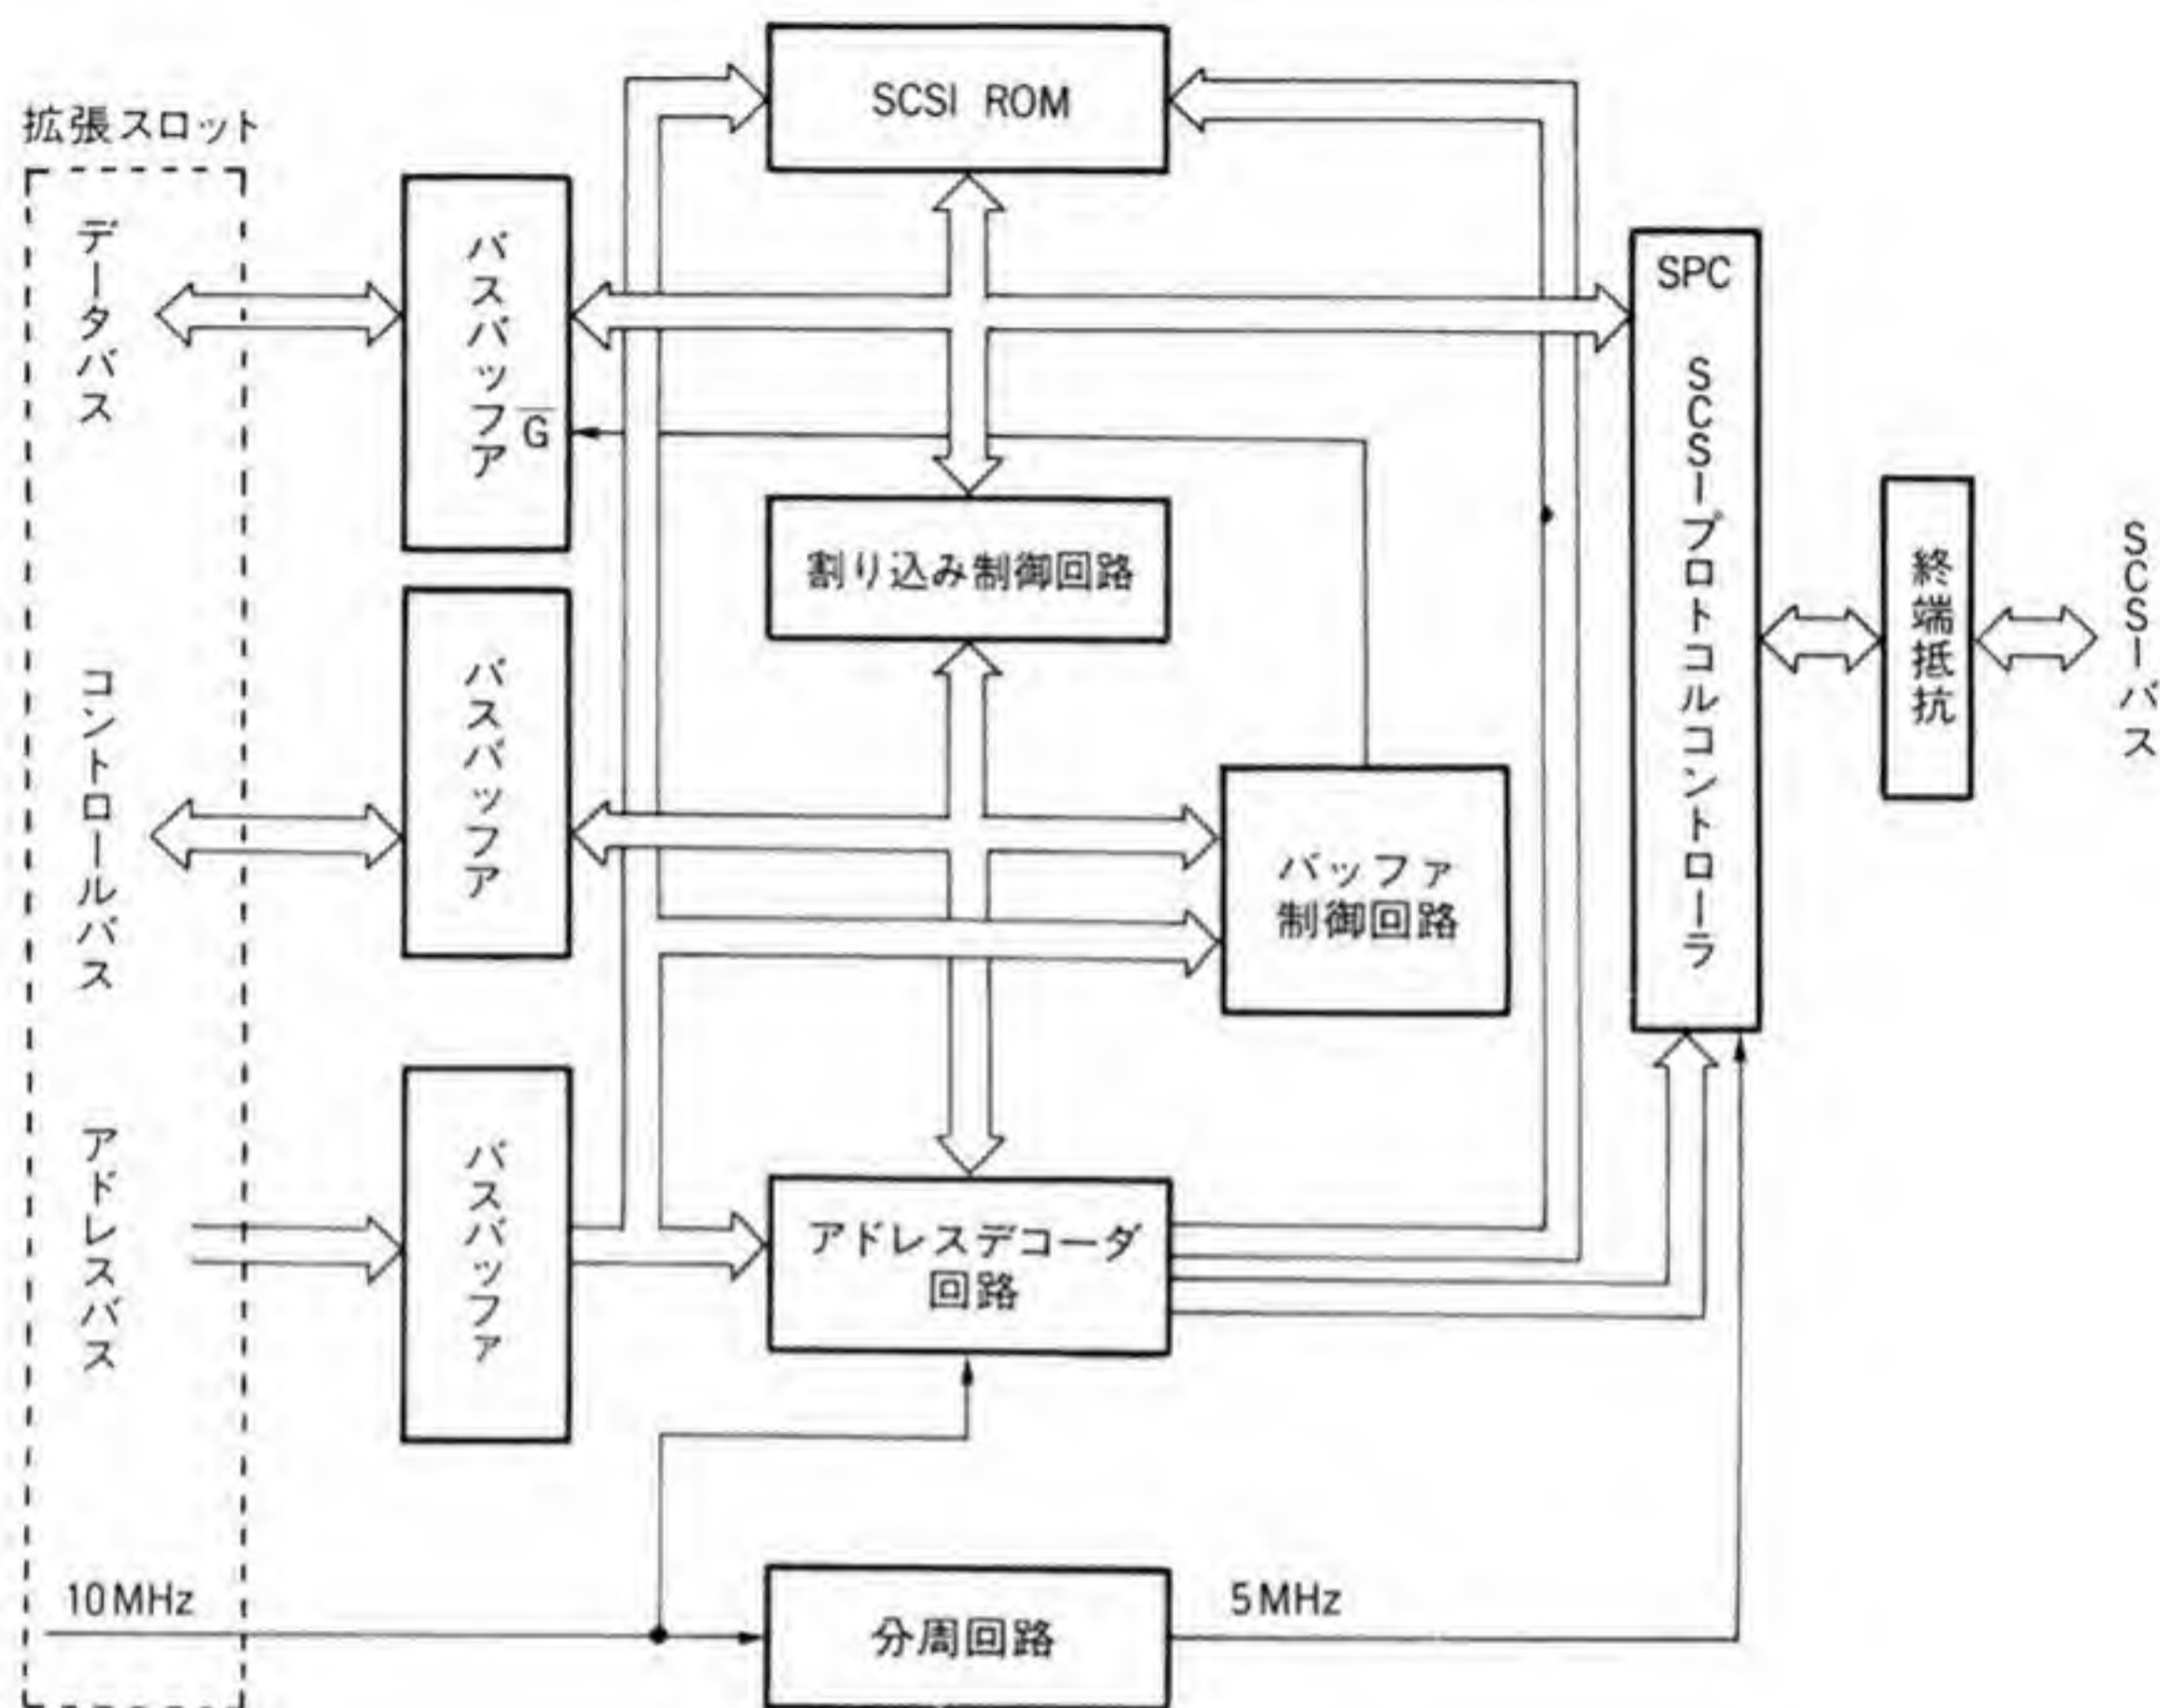 拡張スロット
データバス
コントロールバス
アドレスバス
10MHz
バスバッファ
G
バスバッファ
バスバッファ
SCSI ROM
割り込み制御回路
バッファ
制御回路
アドレスデコーダ
回路
分周回路
5MHz
SPC
SCSIプロトコルコントローラ
終端抵抗
SCSIバス